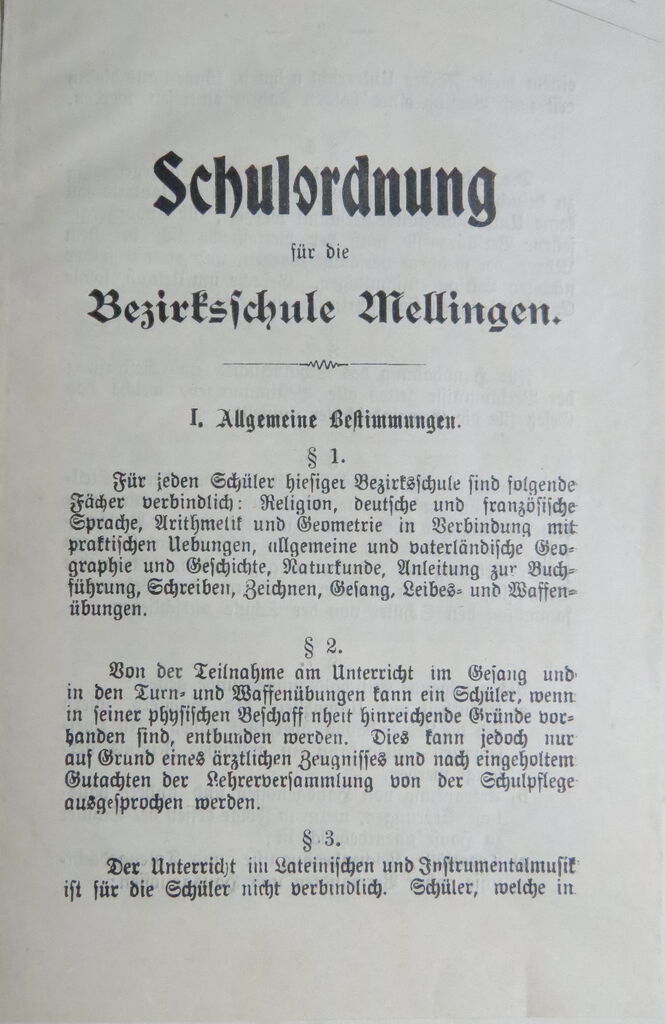 Schulordnung
für die
Bezirksschule Mellingen.
I. Allgemeine Bestimmungen.
§ 1.
Für jeden Schüler hiesiger Bezirksschule sind folgende
Fächer verbindlich: Religion, deutsche und französische
Sprache, Arithmetik und Geometrie in Verbindung mit
praktischen Uebungen, allgemeine und vaterländische Geo-
graphie und Geschichte, Naturkunde, Anleitung zur Buch-
führung, Schreiben, Zeichnen, Gesang, Leibes- und Waffen-
übungen.
§ 2.
Von der Teilnahme am Unterricht im Gesang und
in den Turn- und Waffenübungen kann ein Schüler, wenn
in seiner physischen Beschaff nheit hinreichende Gründe vor-
handen sind, entbunden werden. Dies kann jedoch nur
auf Grund eines ärztlichen Zeugnisses und nach eingeholtem
Gutachten der Lehrerversammlung von der Schulpflege
ausgesprochen werden.
§ 3.
Der Unterricht im Lateinischen und Instrumentalmusik
ist für die Schüler nicht verbindlich. Schüler, welche in